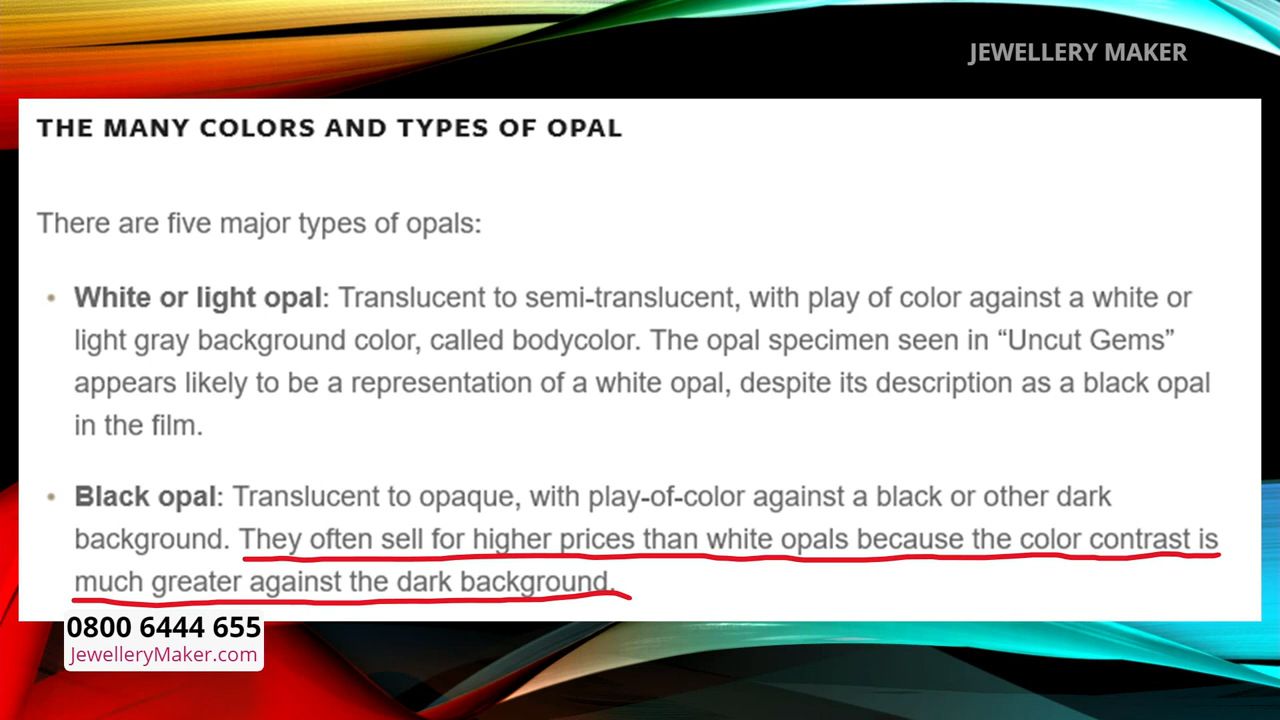 JEWELLERY MAKER
THE MANY COLORS AND TYPES OF OPAL
There are five major types of opals:
• White or light opal: Translucent to semi-translucent, with play of color against a white or
light gray background color, called bodycolor. The opal specimen seen in “Uncut Gems”
appears likely to be a representation of a white opal, despite its description as a black opal
in the film.
• Black opal: Translucent to opaque, with play-of-color against a black or other dark
background. They often sell for higher prices than white opals because the color contrast is
much greater against the dark background.
0800 6444 655
JewelleryMaker.com